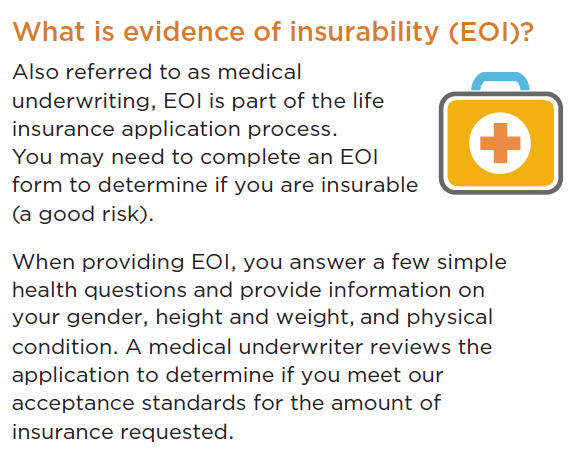 What is evidence of insurability (EOI)?
Also referred to as medical
underwriting, EOI is part of the life
insurance application process.
You may need to complete an EOI
form to determine if you are insurable
(a good risk).
When providing EOI, you answer a few simple
health questions and provide information on
your gender, height and weight, and physical
condition. A medical underwriter reviews the
application to determine if you meet our
acceptance standards for the amount of
insurance requested.